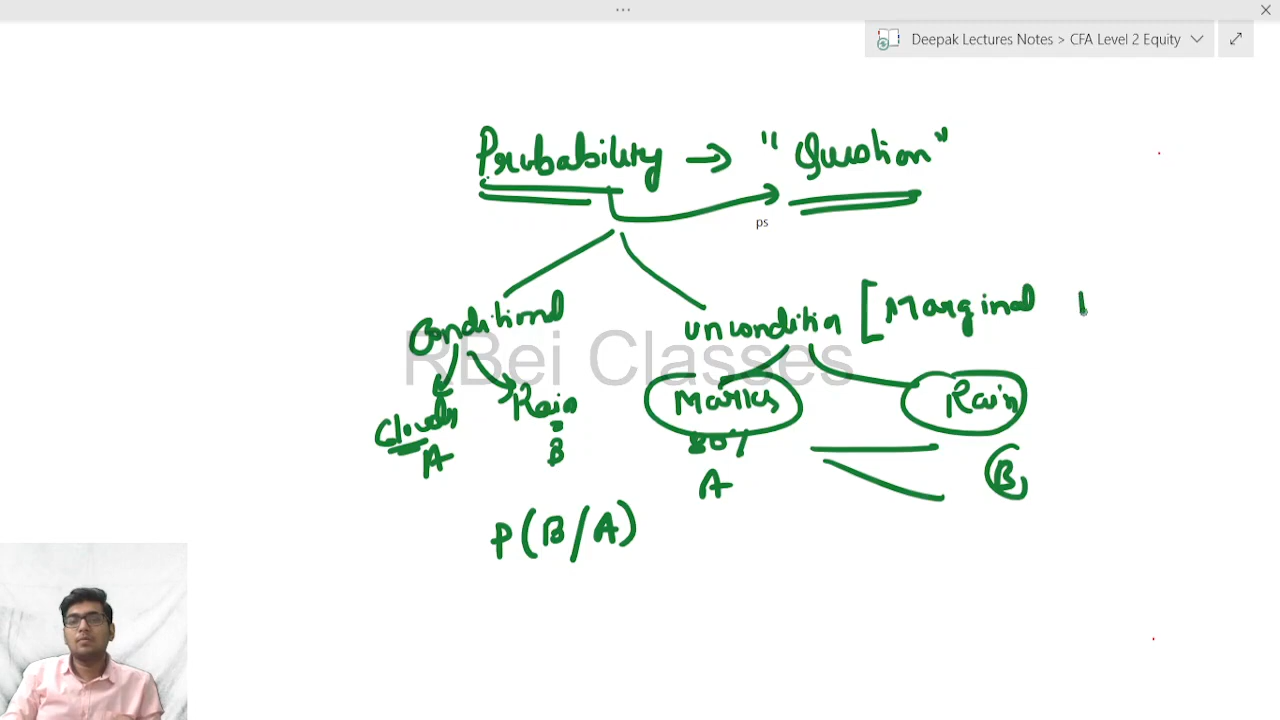 Deepak Lectures Notes > CFA Level 2 Equity
Probability → "Question"
ps
Conditional
uncondition [Marginal
RBei Classes
Cloudy
Rain
Marks
Rain
A
B
80%
A
B
P(B/A)